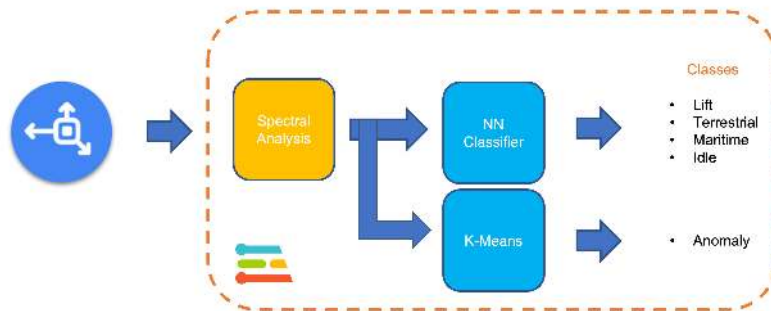 Classes
Spectral
Analysis
NN
Classifier
• Lift
• Terrestrial
• Maritime
• Idle
K-Means
• Anomaly